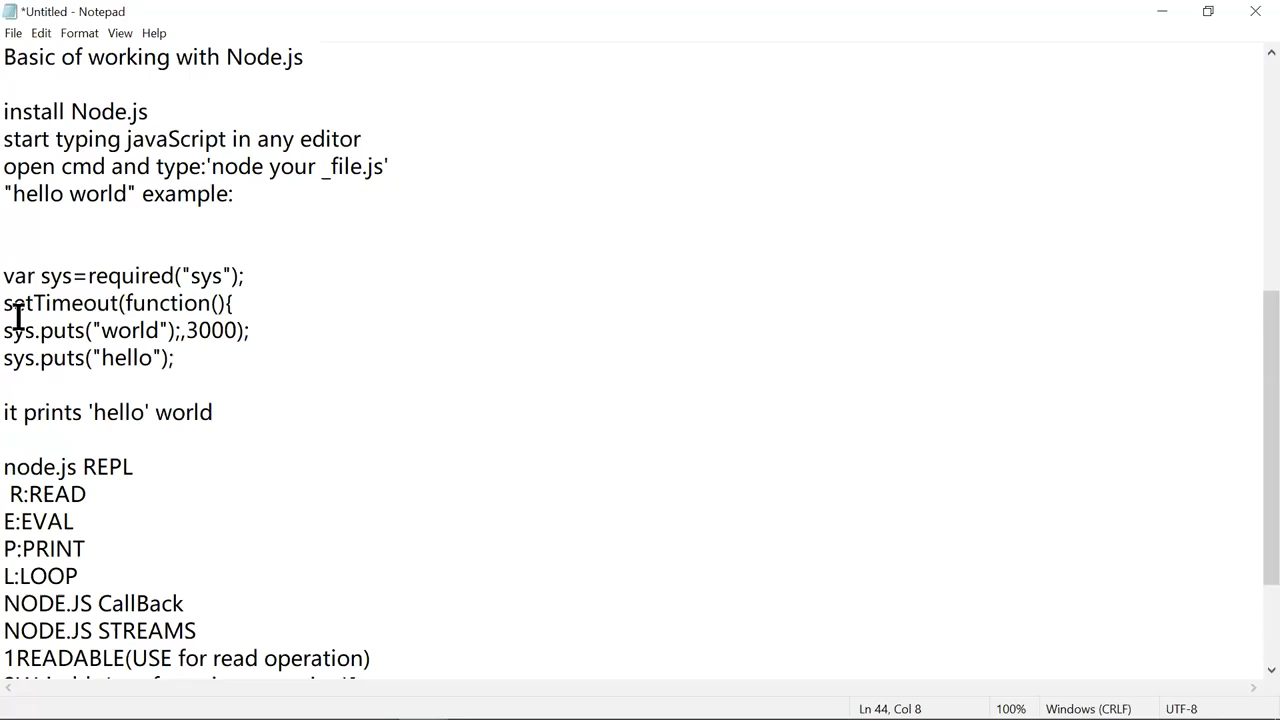 *Untitled - Notepad
File Edit Format View Help
Basic of working with Node.js
install Node.js
start typing javaScript in any editor
open cmd and type:'node your _file.js'
"hello world" example:
var sys=required("sys");
setTimeout(function(){
sys.puts("world");,3000);
sys.puts("hello");
it prints 'hello' world
node.js REPL
R:READ
E:EVAL
P:PRINT
L:LOOP
NODE.JS CallBack
NODE.JS STREAMS
1READABLE(USE for read operation)
Ln 44, Col 8 100% Windows (CRLF) UTF-8